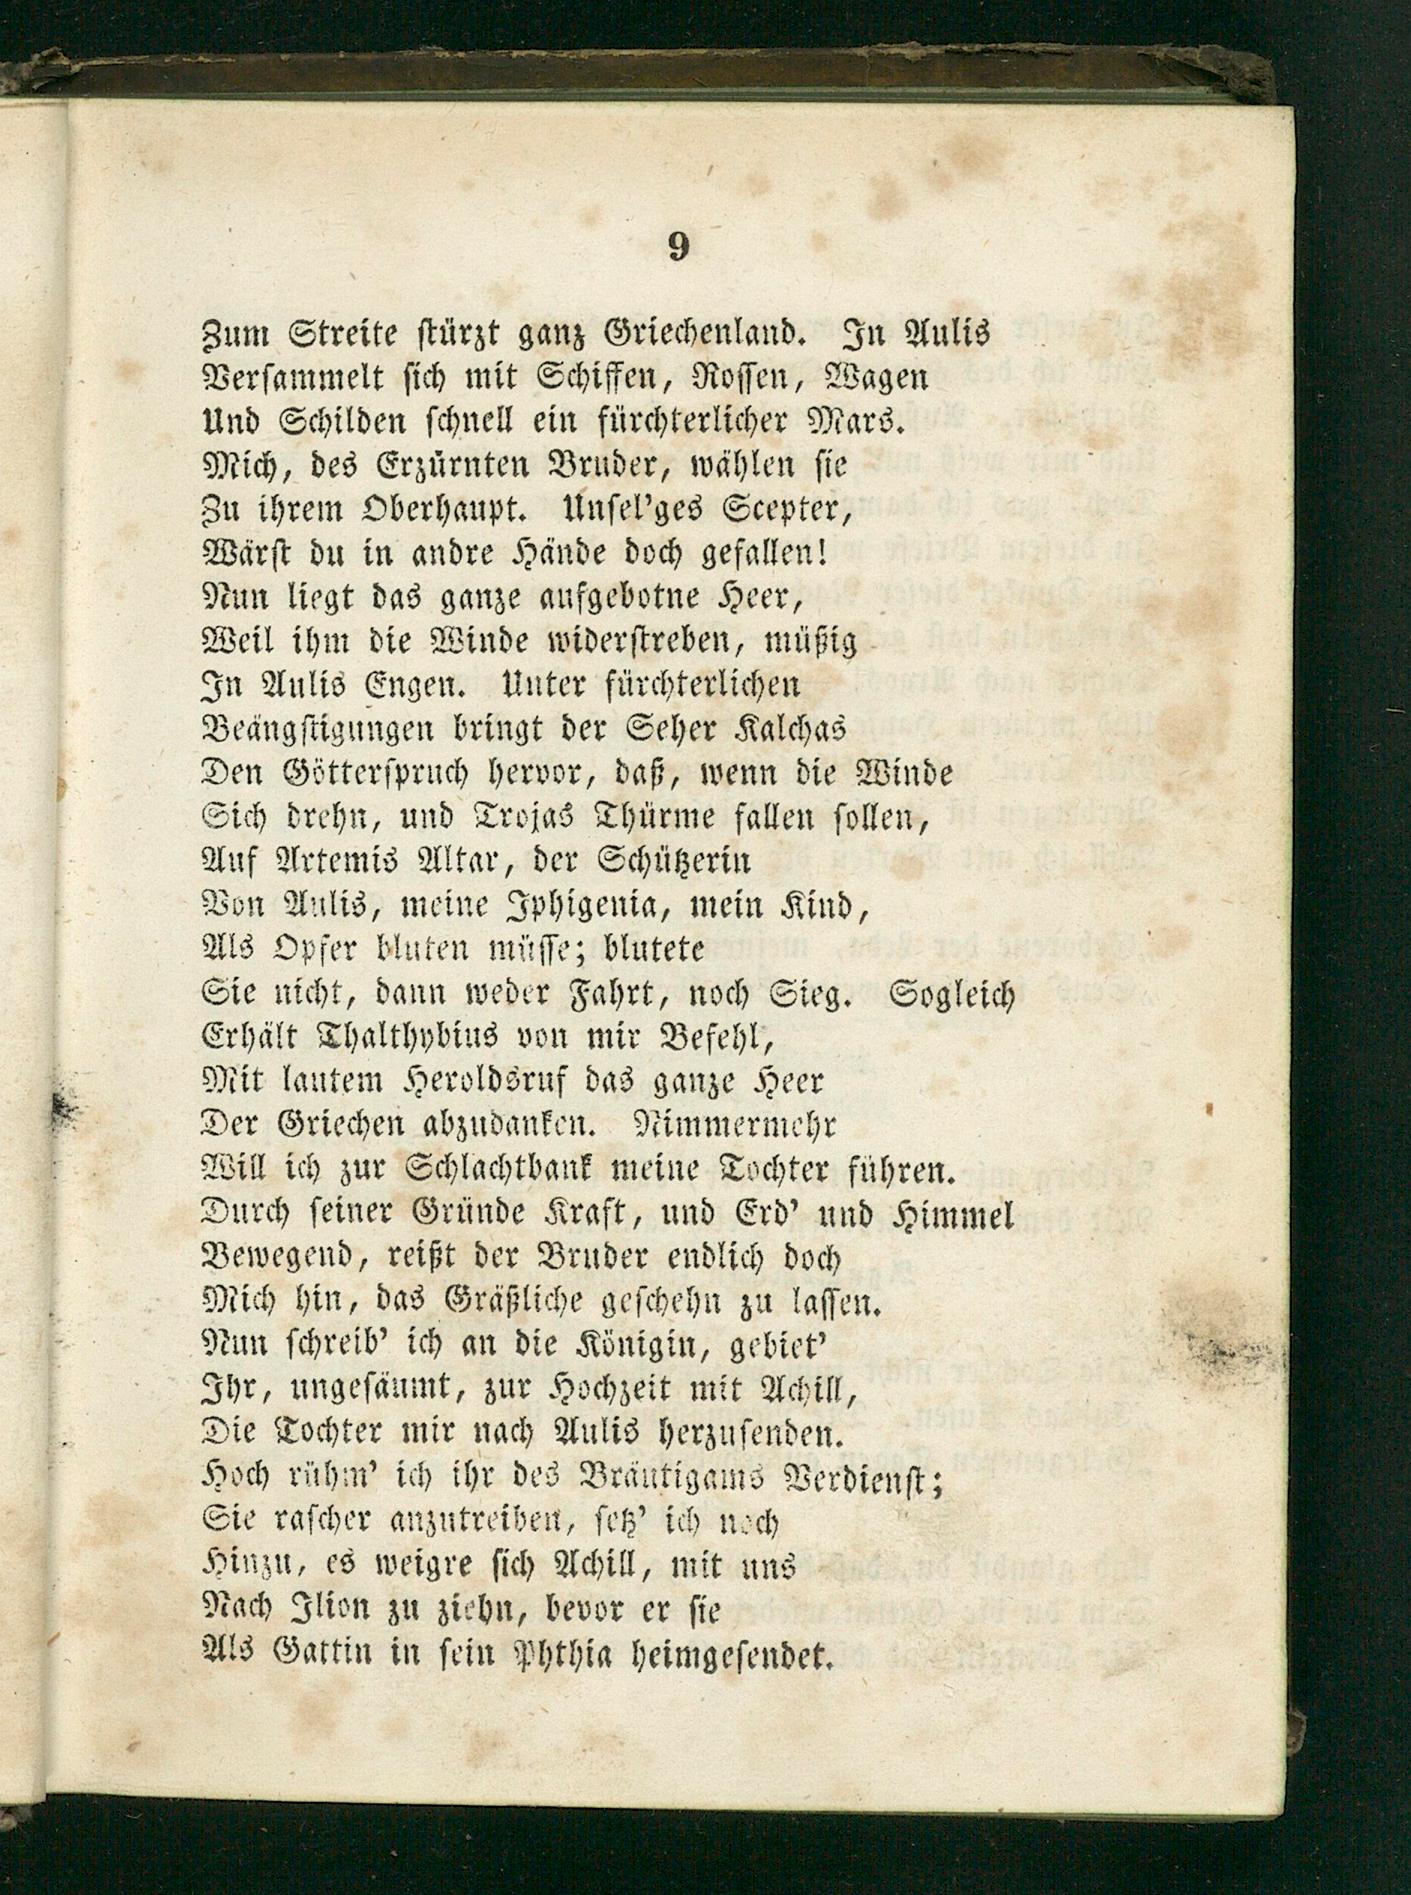 9
Zum Streite stürzt ganz Griechenland. In Aulis
Versammelt sich mit Schiffen, Rossen, Wagen
Und Schilden schnell ein fürchterlicher Mars.
Mich, des Erzürnten Bruder, wählen sie
Zu ihrem Oberhaupt. Unsel'ges Scepter,
Wärst du in andre Hände doch gefallen!
Nun liegt das ganze aufgebotne Heer,
Weil ihm die Winde widerstreben, müßig
In Aulis Engen. Unter fürchterlichen
Beängstigungen bringt der Seher Kalchas
Den Götterspruch hervor, daß, wenn die Winde
Sich drehn, und Trojas Thürme fallen sollen,
Auf Artemis Altar, der Schützerin
Von Aulis, meine Iphigenia, mein Kind,
Als Opfer bluten müsse; blutete
Sie nicht, dann weder Fahrt, noch Sieg. Sogleich
Erhält Thalthybius von mir Befehl,
Mit lautem Heroldsruf das ganze Heer
Der Griechen abzudanken. Nimmermehr
Will ich zur Schlachtbank meine Tochter führen.
Durch seiner Gründe Kraft, und Erd' und Himmel
Bewegend, reißt der Bruder endlich doch
Mich hin, das Gräßliche geschehn zu lassen.
Nun schreib' ich an die Königin, gebiet'
Ihr, ungesäumt, zur Hochzeit mit Achill,
Die Tochter mir nach Aulis herzusenden.
Hoch rühm' ich ihr des Bräutigams Verdienst;
Sie rascher anzutreiben, setz' ich noch
Hinzu, es weigre sich Achill, mit uns
Nach Ilion zu ziehn, bevor er sie
Als Gattin in sein Phthia heimgesendet.